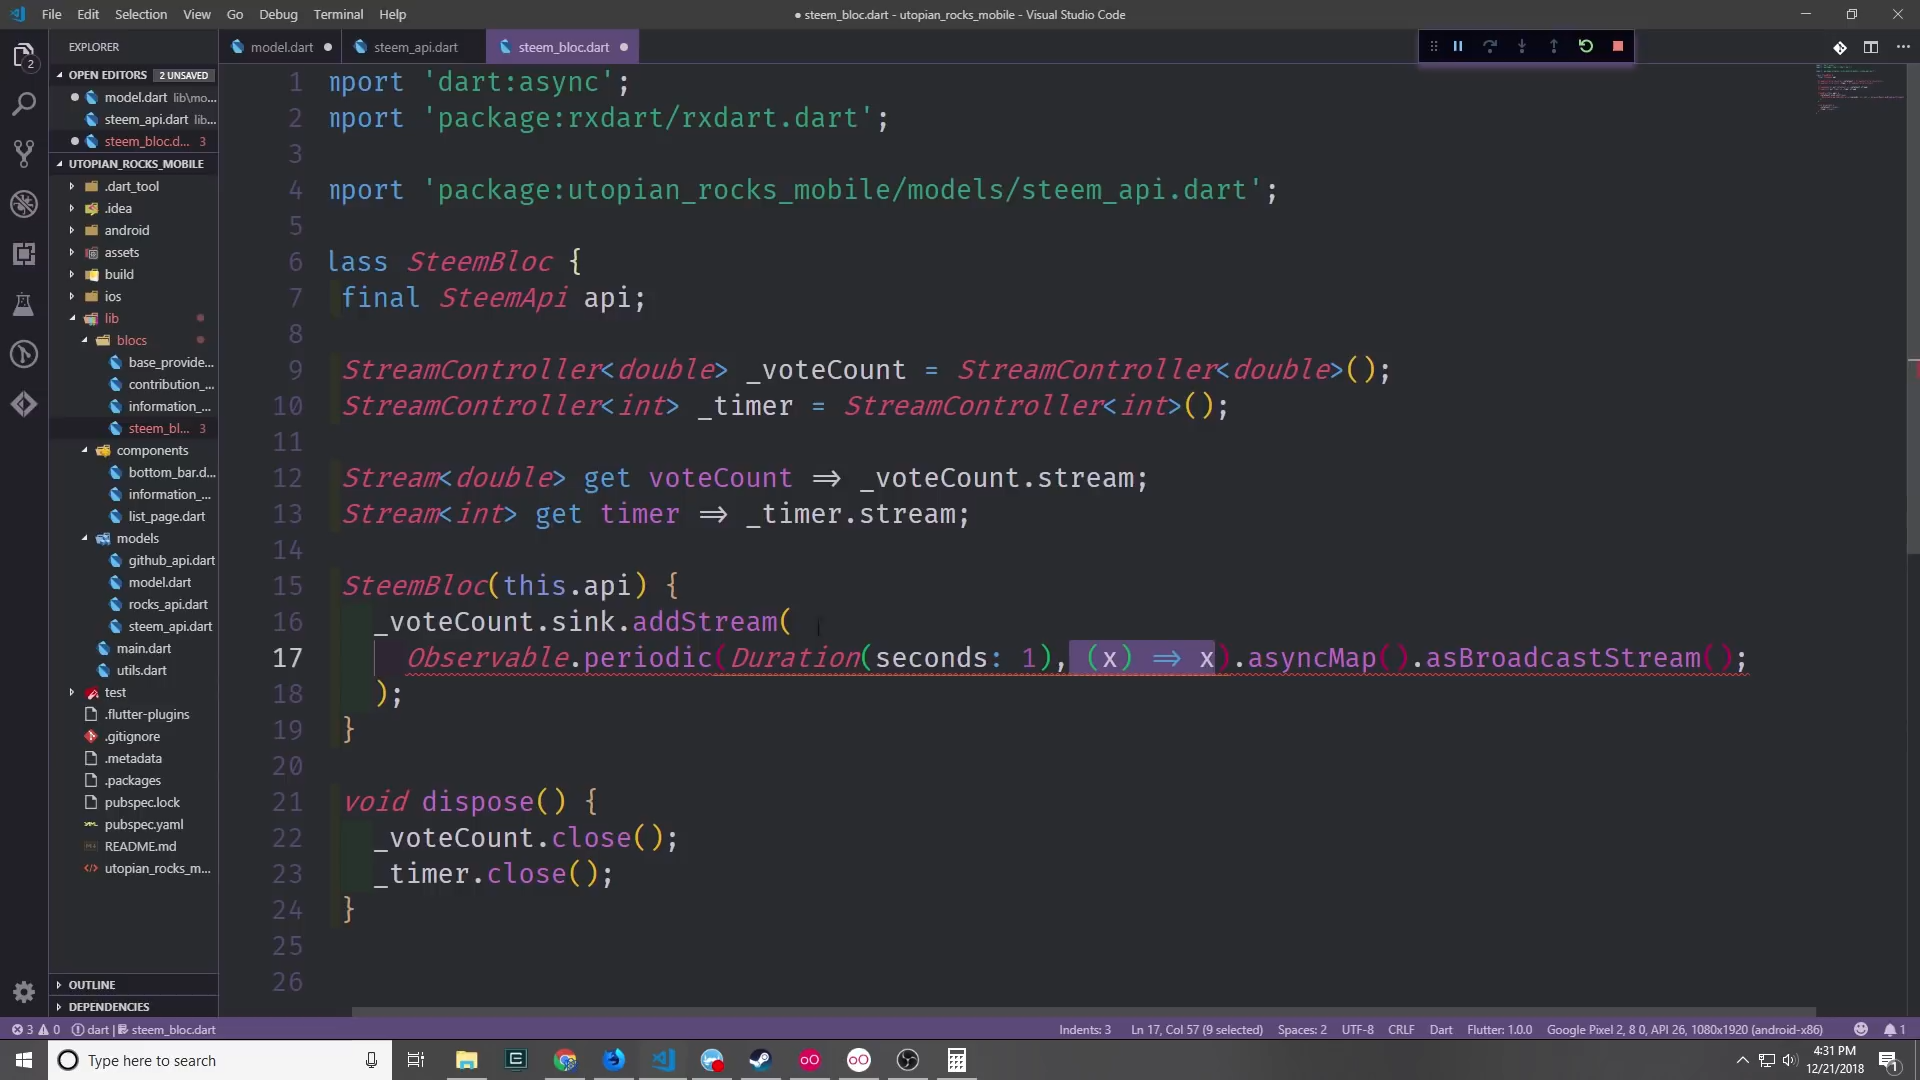 File Edit Selection View Go Debug Terminal Help
● steem_bloc.dart - utopian_rocks_mobile - Visual Studio Code
EXPLORER
model.dart ● steem_api.dart steem_bloc.dart ●
OPEN EDITORS 2 UNSAVED
● model.dart lib\mo...
steem_api.dart lib...
● steem_bloc.d... 3
UTOPIAN_ROCKS_MOBILE
.dart_tool
.idea
android
assets
build
ios
lib
blocs
base_provide...
contribution_...
information_...
steem_bl... 3
components
bottom_bar.d...
information_...
list_page.dart
models
github_api.dart
model.dart
rocks_api.dart
steem_api.dart
main.dart
utils.dart
test
.flutter-plugins
.gitignore
.metadata
.packages
pubspec.lock
pubspec.yaml
README.md
utopian_rocks_m...
OUTLINE
DEPENDENCIES
2
1 mport 'dart:async';
2 mport 'package:rxdart/rxdart.dart';
3
4 mport 'package:utopian_rocks_mobile/models/steem_api.dart';
5
6 lass SteemBloc {
7 final SteemApi api;
8
9 StreamController<double> _voteCount = StreamController<double>();
10 StreamController<int> _timer = StreamController<int>();
11
12 Stream<double> get voteCount => _voteCount.stream;
13 Stream<int> get timer => _timer.stream;
14
15 SteemBloc(this.api) {
16 _voteCount.sink.addStream(
17 Observable.periodic(Duration(seconds: 1), (x) => x).asyncMap().asBroadcastStream();
18 );
19 }
20
21 void dispose() {
22 _voteCount.close();
23 _timer.close();
24 }
25
26
3 0 dart | steem_bloc.dart
Indents: 3 Ln 17, Col 57 (9 selected) Spaces: 2 UTF-8 CRLF Dart Flutter: 1.0.0 Google Pixel 2, 8 0, API 26, 1080x1920 (android-x86) 1
Type here to search
4:31 PM
12/21/2018
1